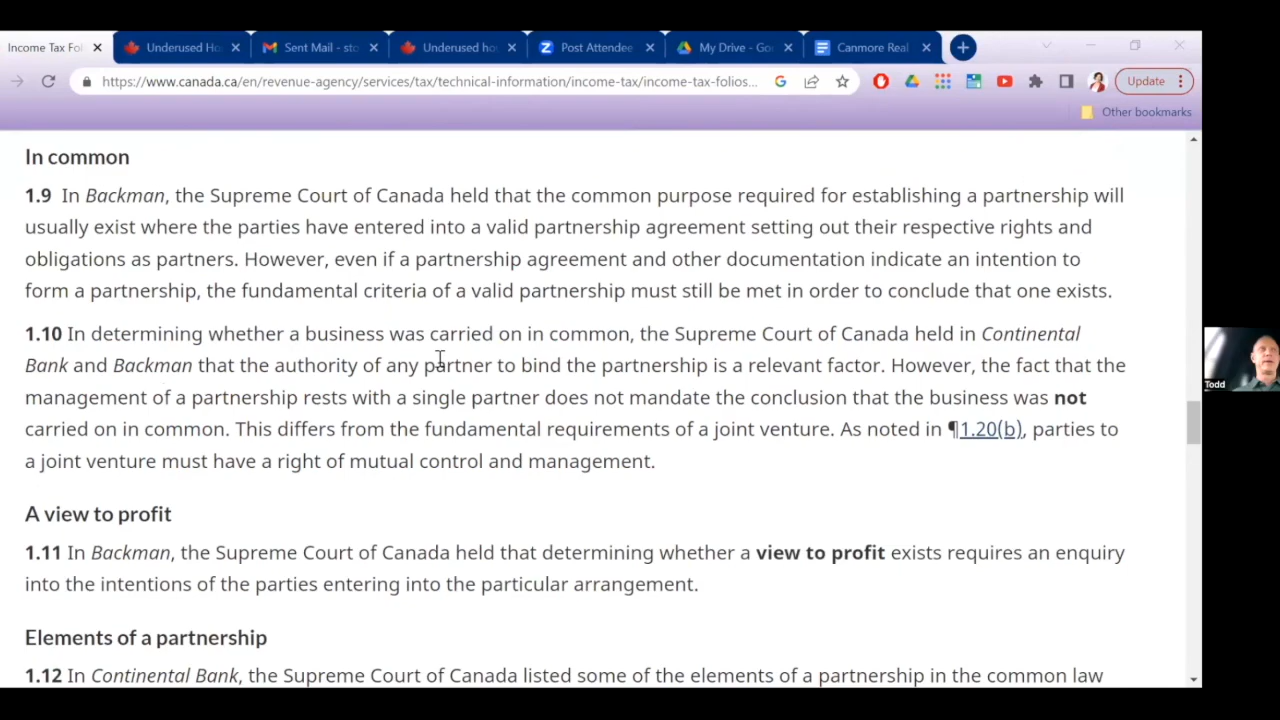 Income Tax Fol
Underused Ho
Sent Mail - sto
Underused hou
Post Attendee
My Drive - Goo
Canmore Real
https://www.canada.ca/en/revenue-agency/services/tax/technical-information/income-tax/income-tax-folios...
Update
Other bookmarks
In common
1.9 In Backman, the Supreme Court of Canada held that the common purpose required for establishing a partnership will
usually exist where the parties have entered into a valid partnership agreement setting out their respective rights and
obligations as partners. However, even if a partnership agreement and other documentation indicate an intention to
form a partnership, the fundamental criteria of a valid partnership must still be met in order to conclude that one exists.
1.10 In determining whether a business was carried on in common, the Supreme Court of Canada held in Continental
Bank and Backman that the authority of any partner to bind the partnership is a relevant factor. However, the fact that the
management of a partnership rests with a single partner does not mandate the conclusion that the business was not
carried on in common. This differs from the fundamental requirements of a joint venture. As noted in ¶1.20(b), parties to
a joint venture must have a right of mutual control and management.
A view to profit
1.11 In Backman, the Supreme Court of Canada held that determining whether a view to profit exists requires an enquiry
into the intentions of the parties entering into the particular arrangement.
Elements of a partnership
1.12 In Continental Bank, the Supreme Court of Canada listed some of the elements of a partnership in the common law
Todd